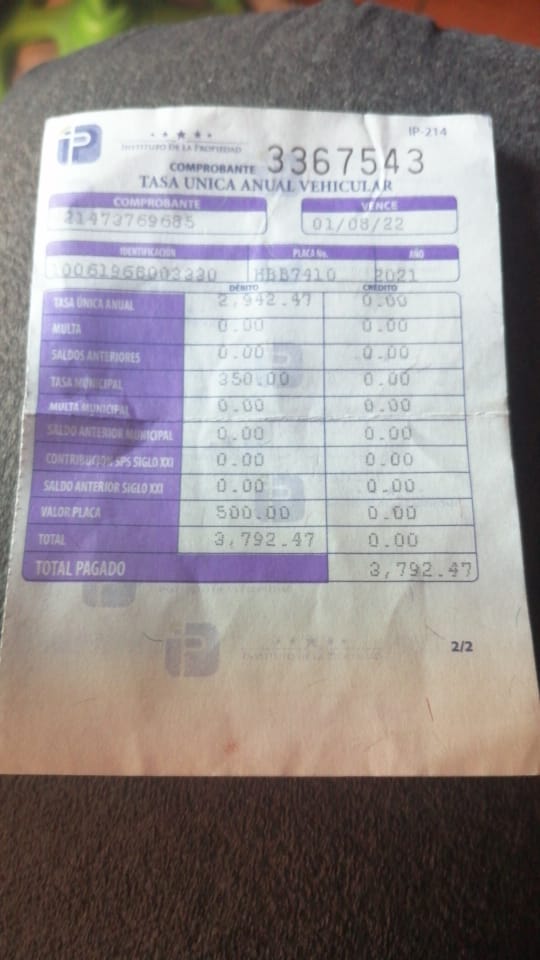 IP-214
INSTITUTO DE LA PROPIEDAD
COMPROBANTE 3367543
TASA UNICA ANUAL VEHICULAR
COMPROBANTE VENCE
21473769685 01/08/22
IDENTIFICACIÓN PLACA No. AÑO
HBB7410 2021
DÉBITO CRÉDITO
TASA ÚNICA ANUAL 2,942.47 0.00
MULTA 0.00 0.00
SALDOS ANTERIORES 0.00 0.00
TASA MUNICIPAL 350.00 0.00
MULTA MUNICIPAL 0.00 0.00
SALDO ANTERIOR MUNICIPAL 0.00 0.00
CONTRIBUCION SPS SIGLO XXI 0.00 0.00
SALDO ANTERIOR SIGLO XXI 0.00 0.00
VALOR PLACA 500.00 0.00
TOTAL 3,792.47 0.00
TOTAL PAGADO 3,792.47
2/2